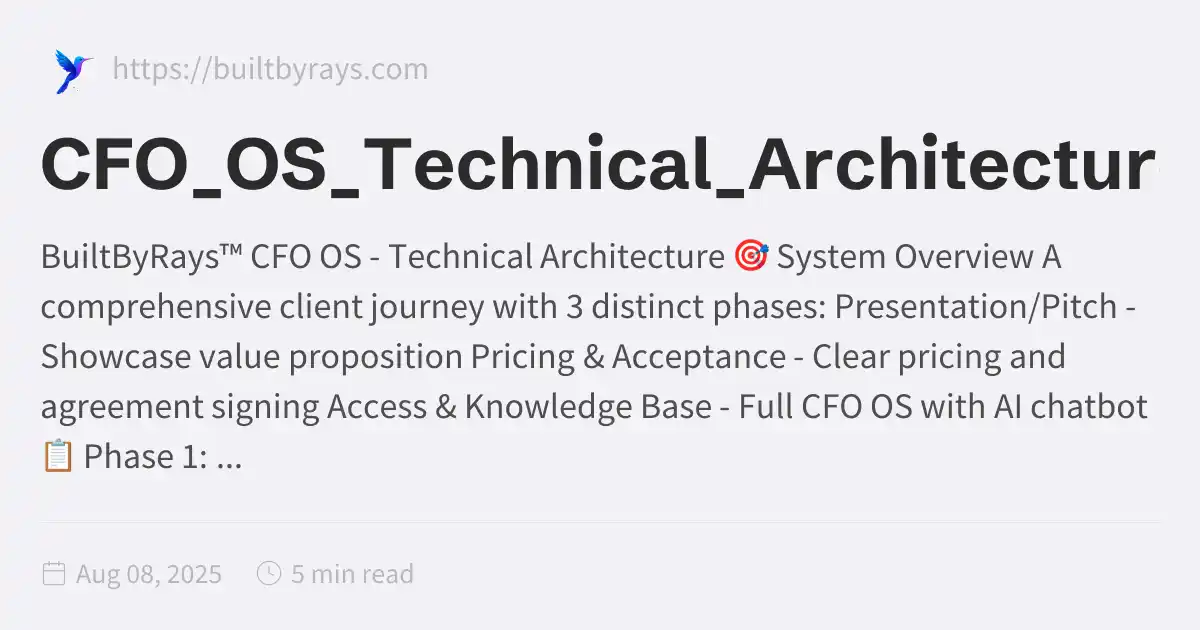 https://builtbyrays.com
CFO_OS_Technical_Architectur
BuiltByRays™ CFO OS - Technical Architecture 🎯 System Overview A
comprehensive client journey with 3 distinct phases: Presentation/Pitch -
Showcase value proposition Pricing & Acceptance - Clear pricing and
agreement signing Access & Knowledge Base - Full CFO OS with AI chatbot
📋 Phase 1: ...
Aug 08, 2025 5 min read